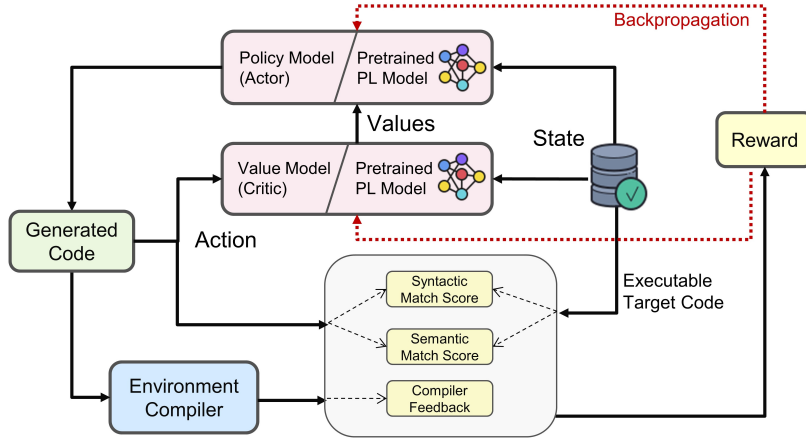 Backpropagation
Policy Model
(Actor)
Pretrained
PL Model
Values
State
Reward
Value Model
(Critic)
Pretrained
PL Model
Generated
Code
Action
Syntactic
Match Score
Executable
Target Code
Semantic
Match Score
Environment
Compiler
Compiler
Feedback